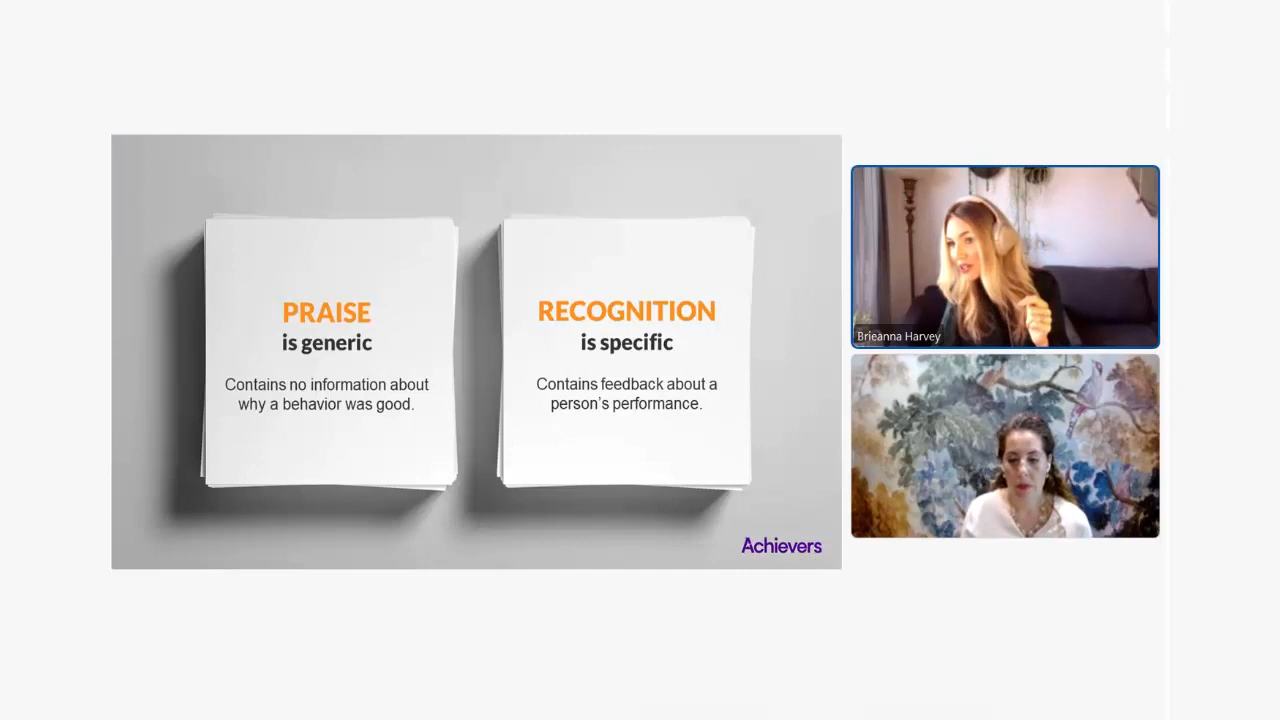 PRAISE
is generic
Contains no information about
why a behavior was good.
RECOGNITION
is specific
Contains feedback about a
person's performance.
Achievers
Brieanna Harvey